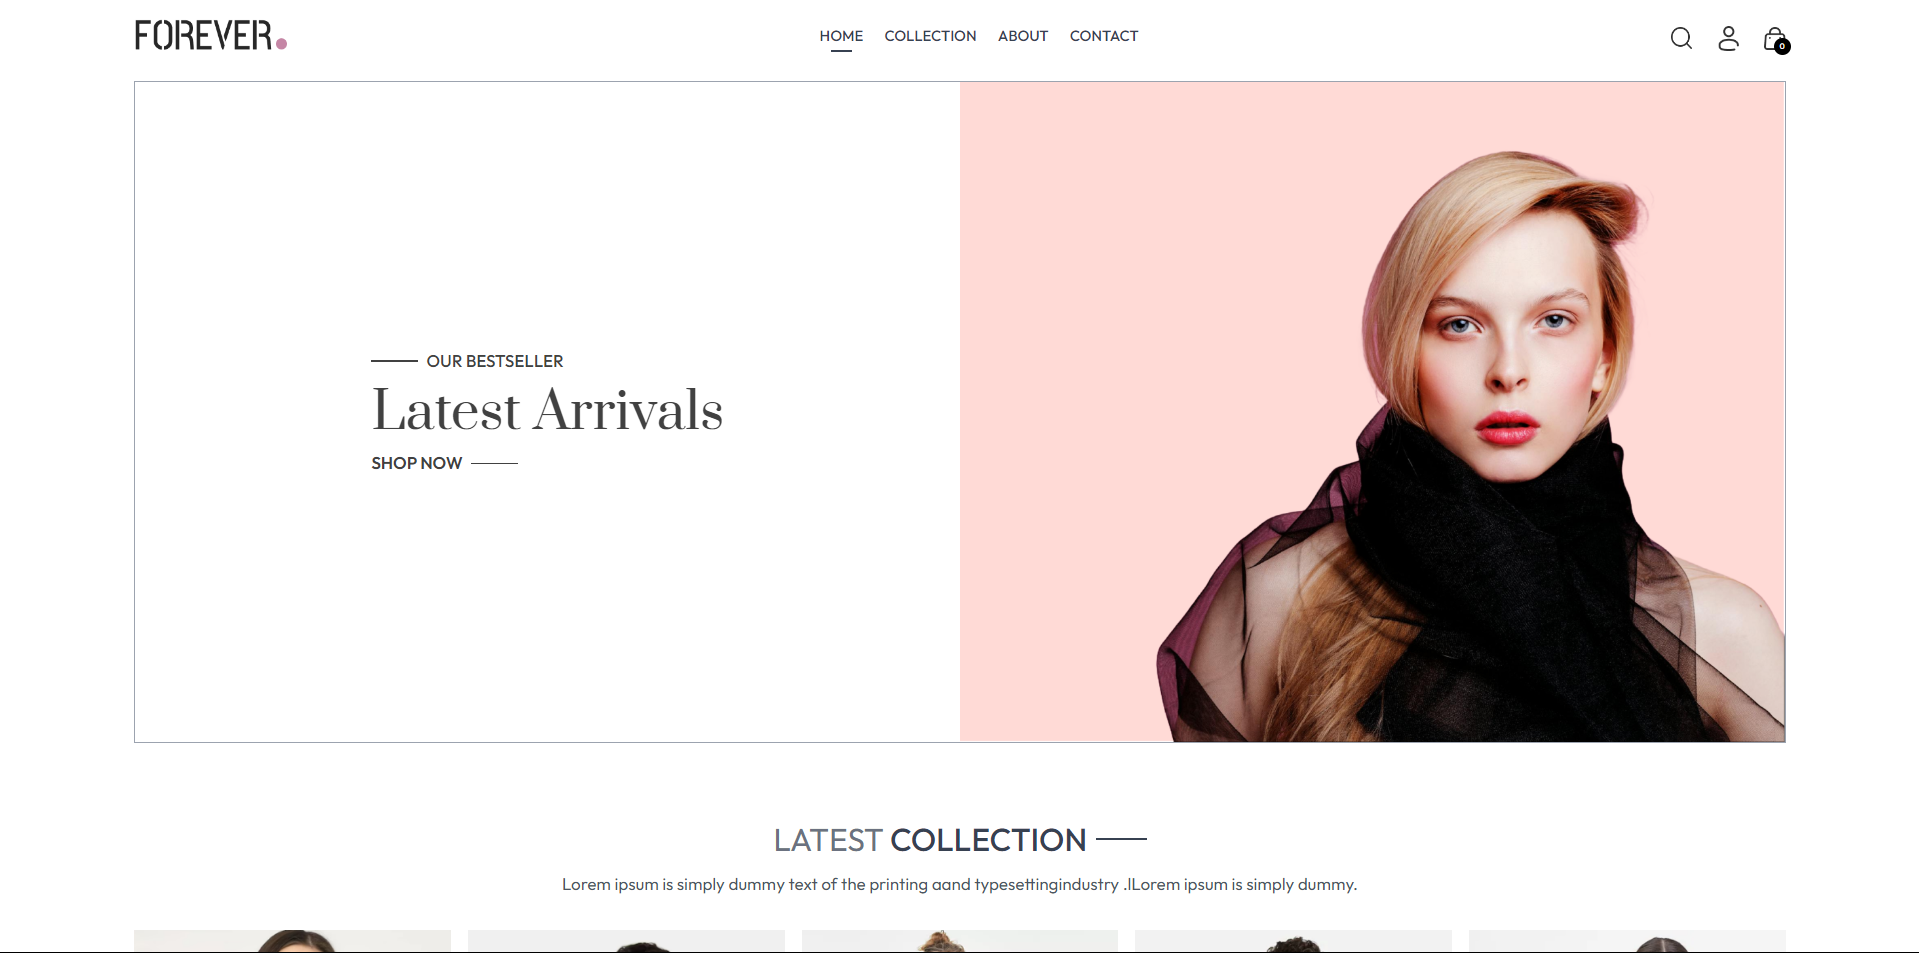 FOREVER.
HOME COLLECTION ABOUT CONTACT
0
OUR BESTSELLER
Latest Arrivals
SHOP NOW
LATEST COLLECTION
Lorem ipsum is simply dummy text of the printing aand typesettingindustry .lLorem ipsum is simply dummy.